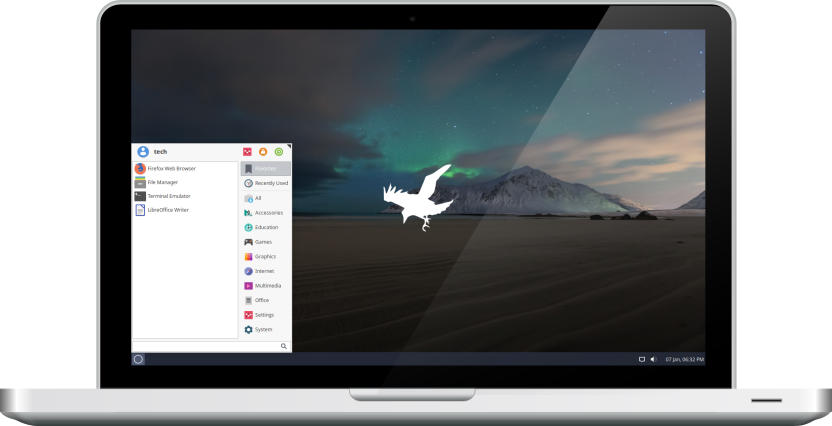 tech
Firefox Web Browser
File Manager
Terminal Emulator
LibreOffice Writer
Favorites
Recently Used
All
Accessories
Education
Games
Graphics
Internet
Multimedia
Office
Settings
System
07 Jan, 06:32 PM